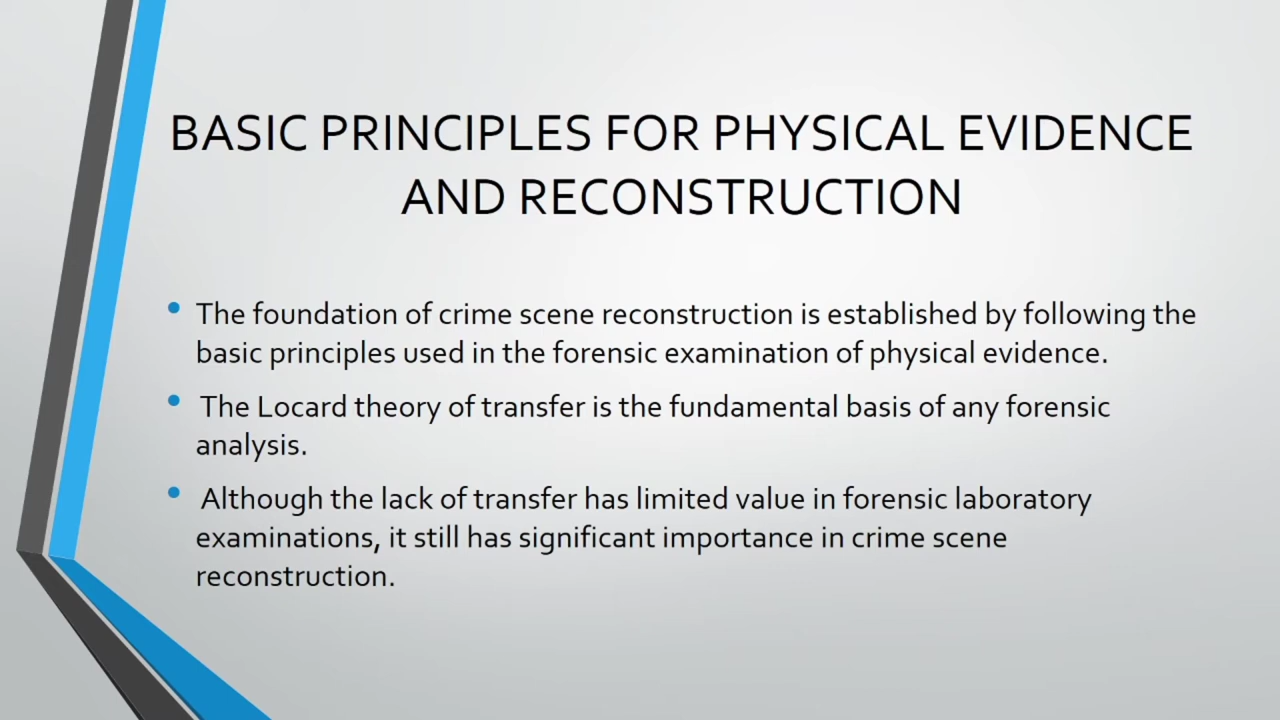 BASIC PRINCIPLES FOR PHYSICAL EVIDENCE
AND RECONSTRUCTION
• The foundation of crime scene reconstruction is established by following the
basic principles used in the forensic examination of physical evidence.
• The Locard theory of transfer is the fundamental basis of any forensic
analysis.
• Although the lack of transfer has limited value in forensic laboratory
examinations, it still has significant importance in crime scene
reconstruction.